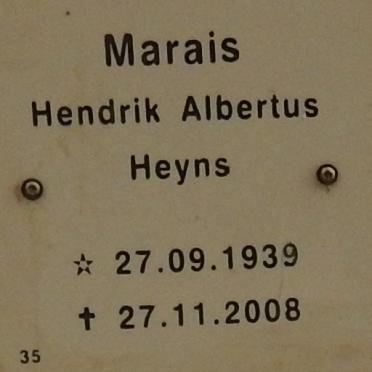 Marais
Hendrik Albertus
Heyns
☆ 27.09.1939
✝ 27.11.2008
35